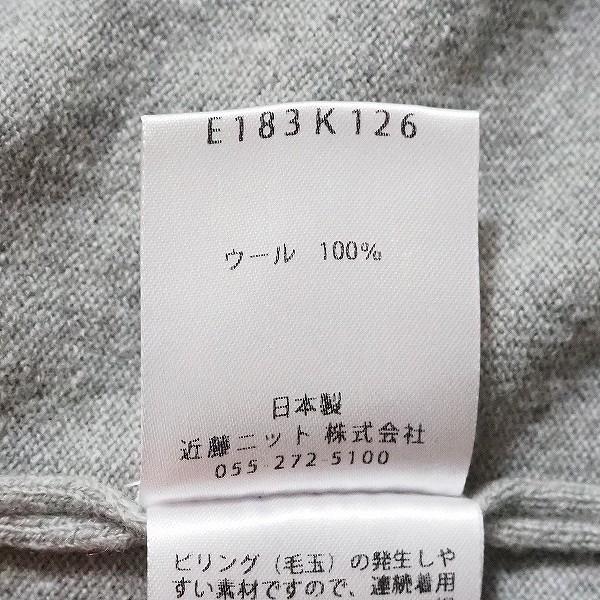 E183K126
ウール 100%
日本製
近藤ニット 株式会社
055-272-5100
ピリング（毛玉）の発生しや
すい素材ですので、連続着用